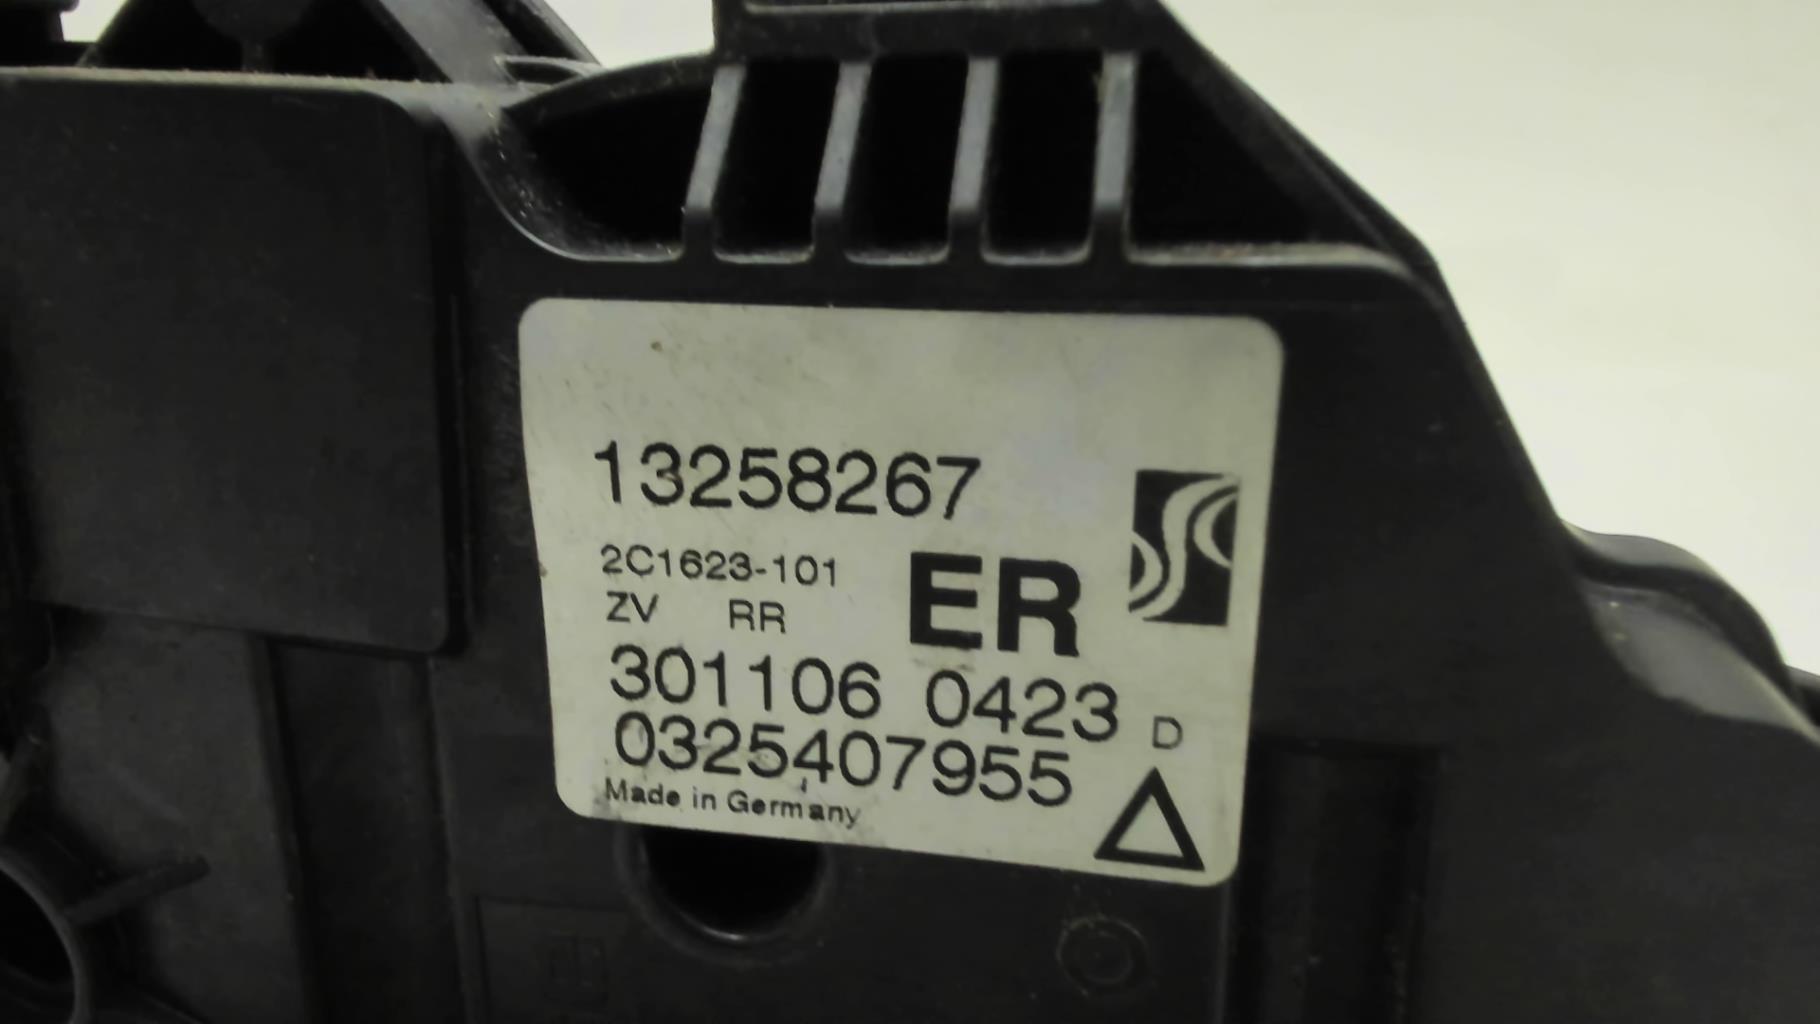 13258267
2C1623-101
ZV RR ER
301106 0423 D
0325407955
Made in Germany